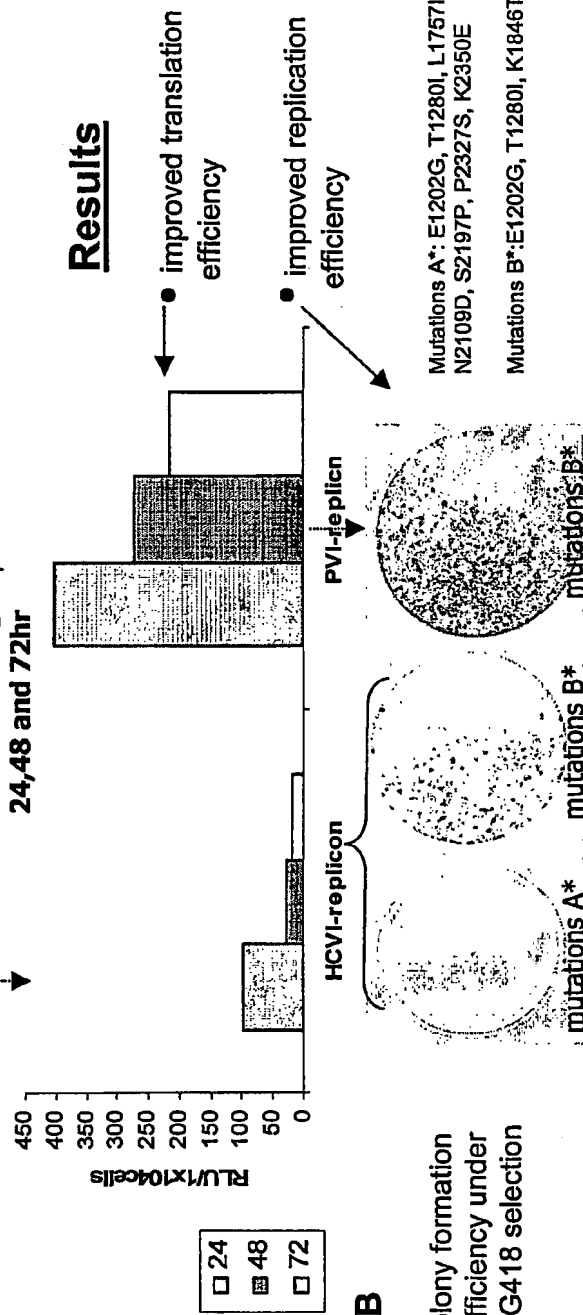 24,48 and 72hr
450
400
350
300
250
200
150
100
50
0
RLU/1x104cells
24
48
72
HCVI-replicon
PVI-replicn
Results
• improved translation
efficiency
• improved replication
efficiency
B
lony formation
fficiency under
G418 selection
mutations A*
mutations B*
mutations B*
Mutations A*: E1202G, T1280I, L1757I
N2109D, S2197P, P2327S, K2350E
Mutations B*:E1202G, T1280I, K1846T